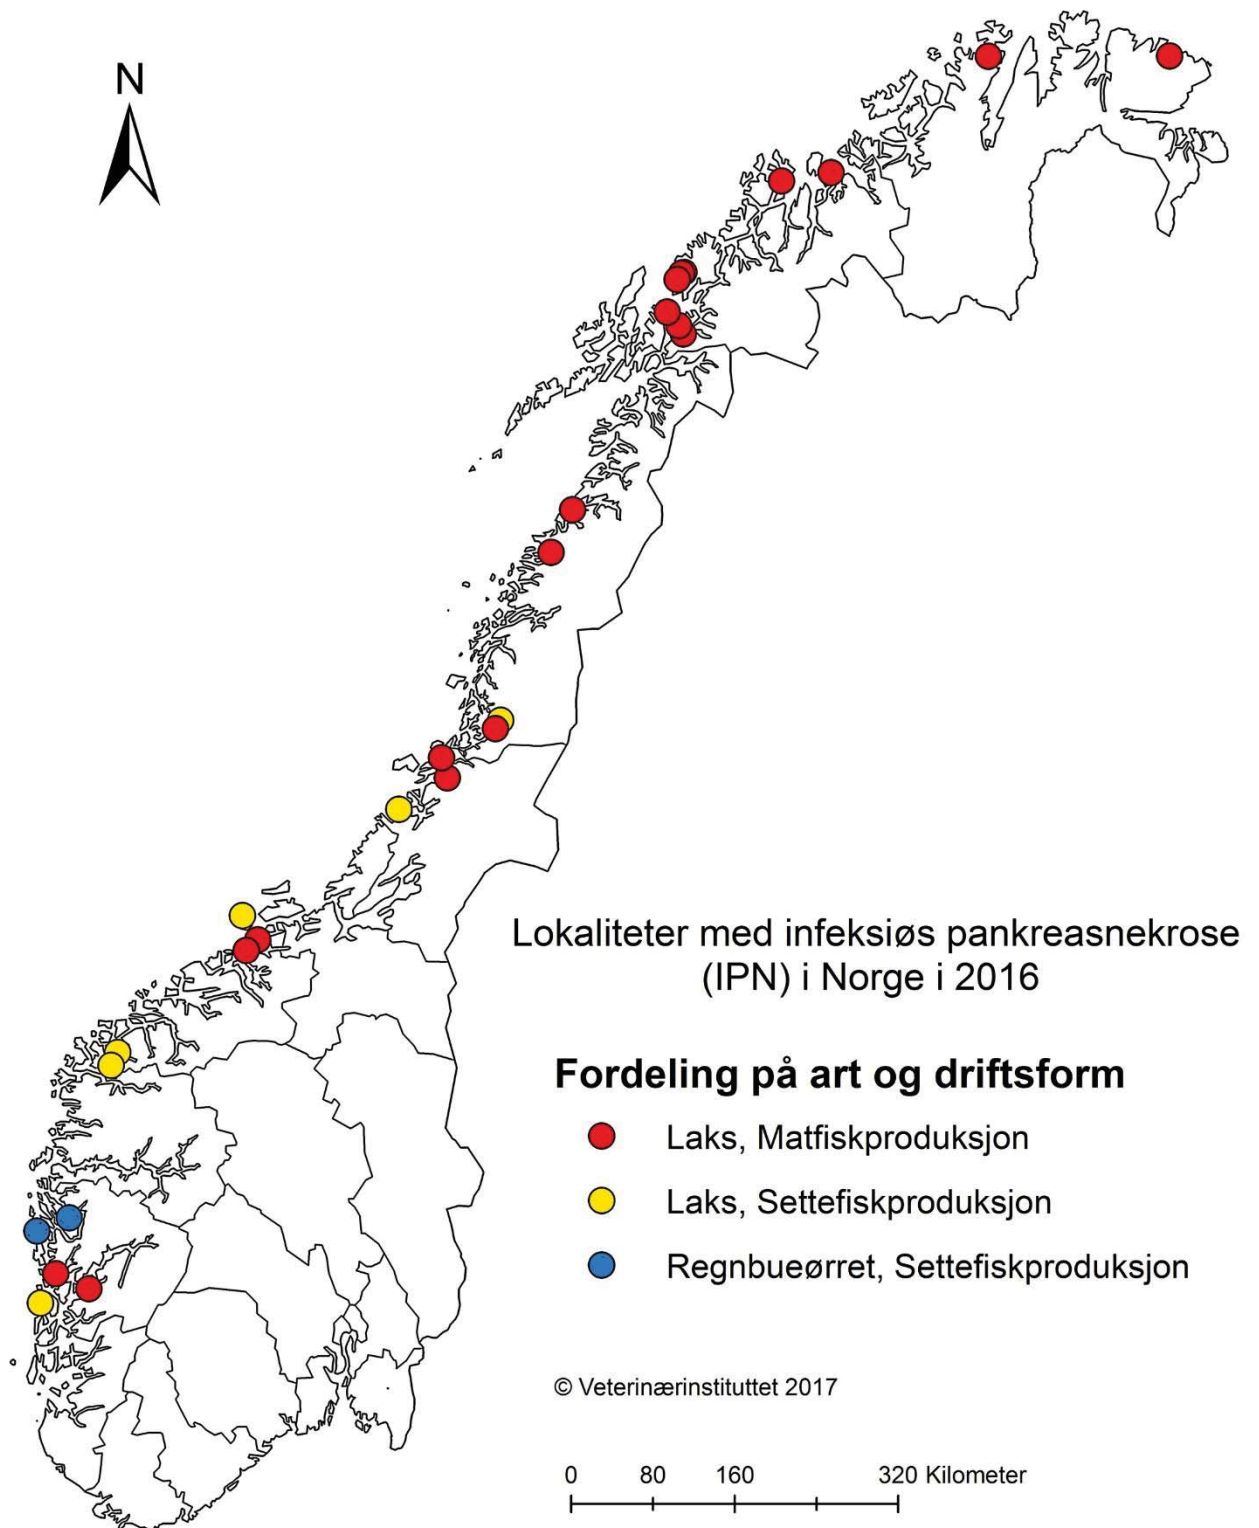 N
Lokaliteter med infeksiøs pankreasnekrose
(IPN) i Norge i 2016
Fordeling på art og driftsform
Laks, Matfiskproduksjon
Laks, Settefiskproduksjon
Regnbueørret, Settefiskproduksjon
© Veterinærinstituttet 2017
0 80 160 320 Kilometer